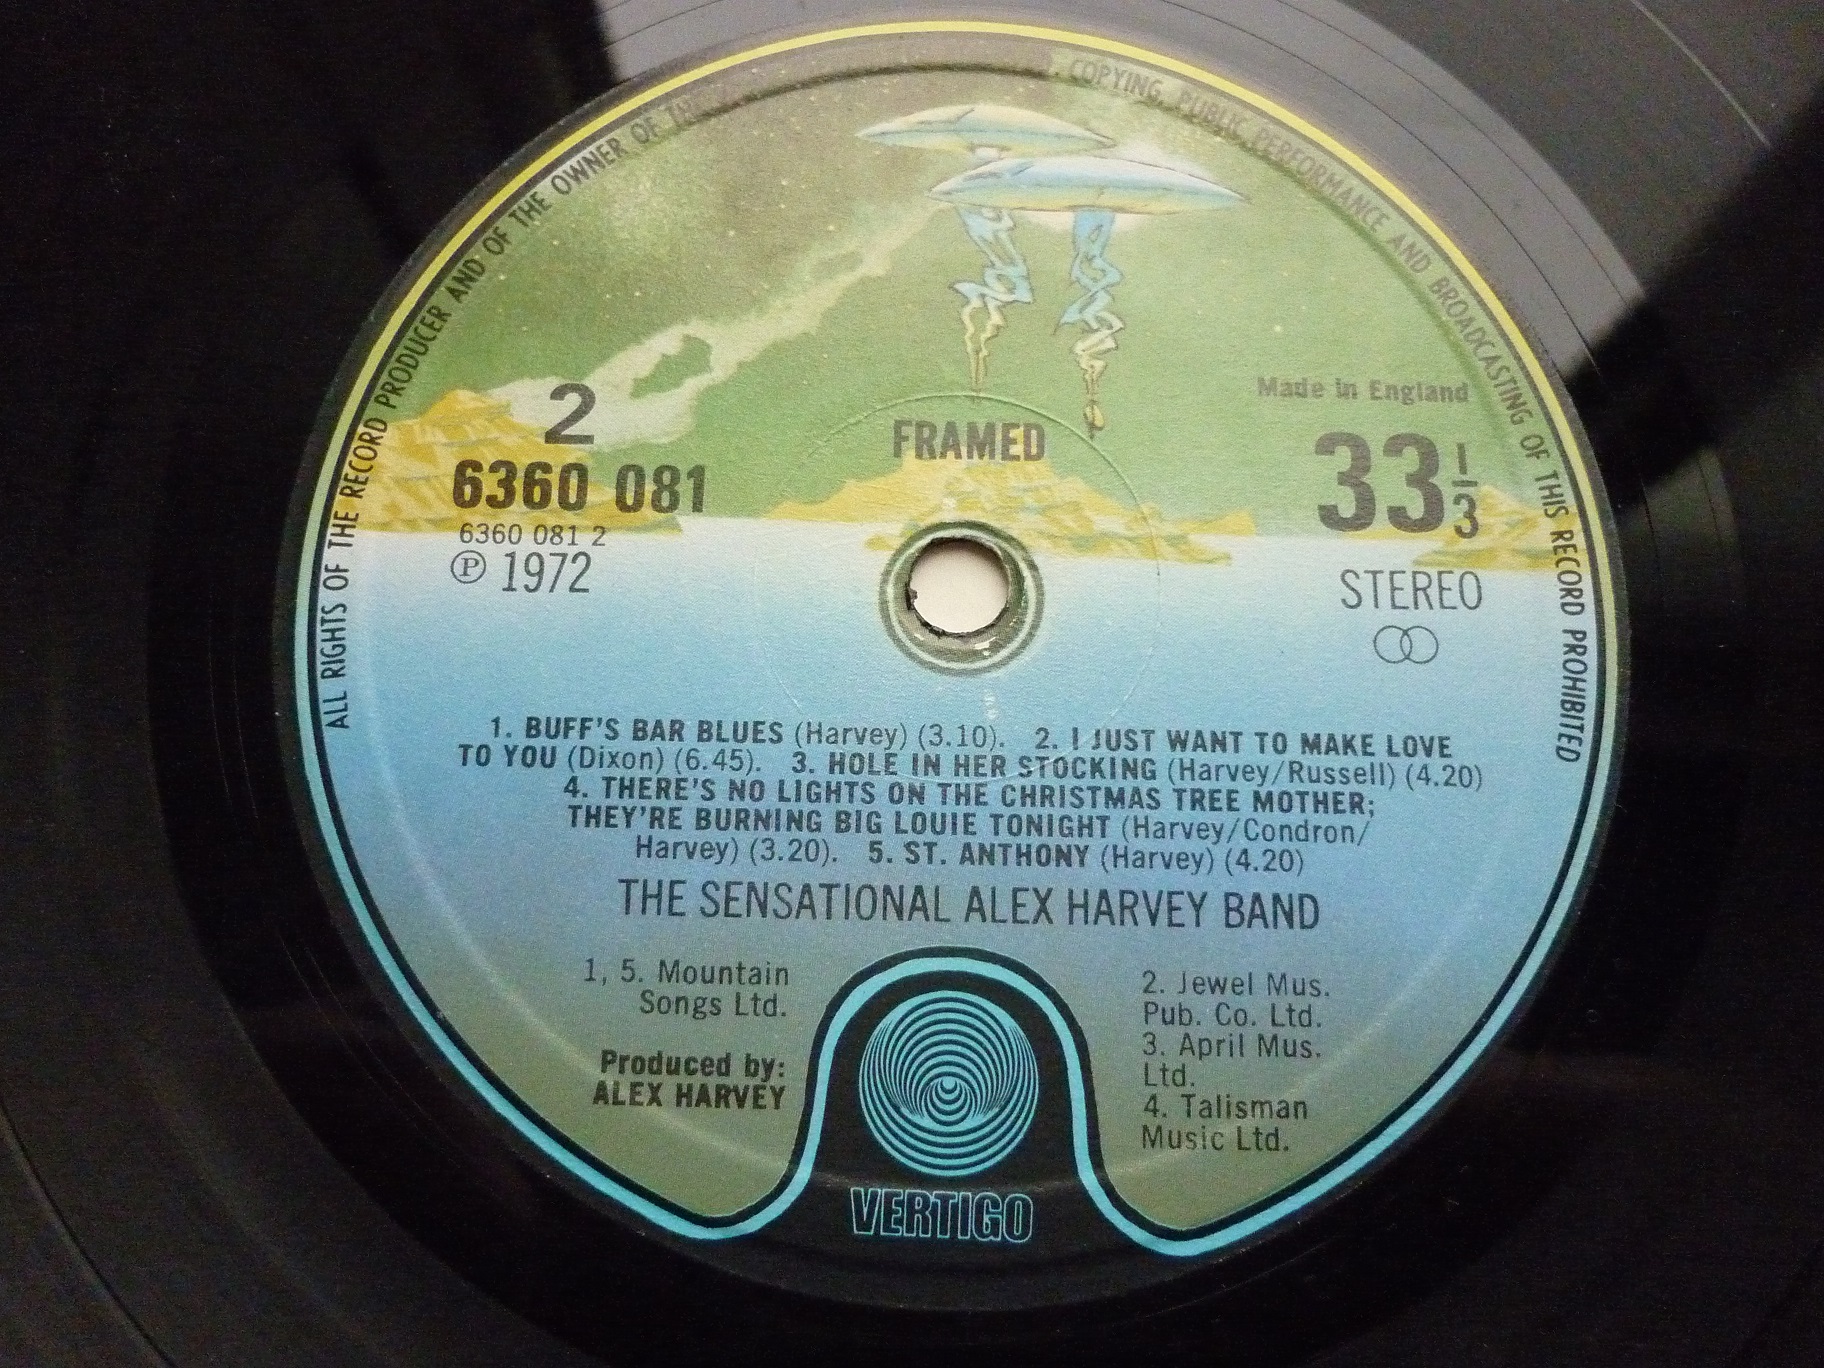 ALL RIGHTS OF THE RECORD PRODUCER AND OF THE OWNER OF
COPYING, PUBLIC PERFORMANCE AND BROADCASTING OF THIS RECORD PROHIBITED
Made in England
2
FRAMED
33 1/3
6360 081
6360 081 2
℗ 1972
STEREO
1. BUFF'S BAR BLUES (Harvey) (3.10). 2. I JUST WANT TO MAKE LOVE
TO YOU (Dixon) (6.45). 3. HOLE IN HER STOCKING (Harvey/Russell) (4.20)
4. THERE'S NO LIGHTS ON THE CHRISTMAS TREE MOTHER;
THEY'RE BURNING BIG LOUIE TONIGHT (Harvey/Condron/
Harvey) (3.20). 5. ST. ANTHONY (Harvey) (4.20)
THE SENSATIONAL ALEX HARVEY BAND
1, 5. Mountain
Songs Ltd.
Produced by:
ALEX HARVEY
2. Jewel Mus.
Pub. Co. Ltd.
3. April Mus.
Ltd.
4. Talisman
Music Ltd.
VERTIGO